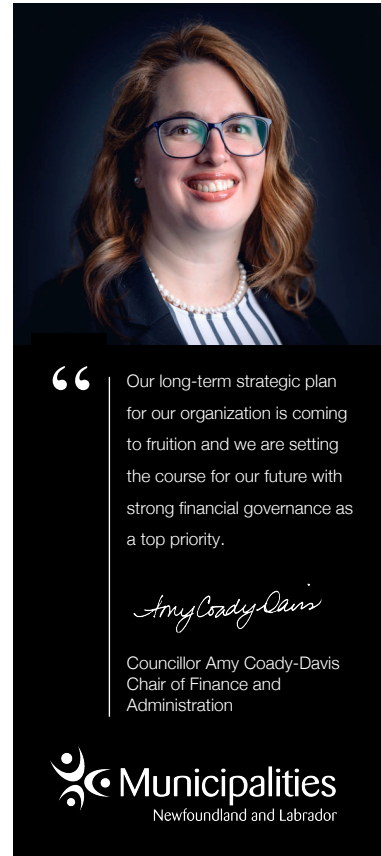 “
Our long-term strategic plan
for our organization is coming
to fruition and we are setting
the course for our future with
strong financial governance as
a top priority.
Amy Coady-Davis
Councillor Amy Coady-Davis
Chair of Finance and
Administration
Municipalities
Newfoundland and Labrador